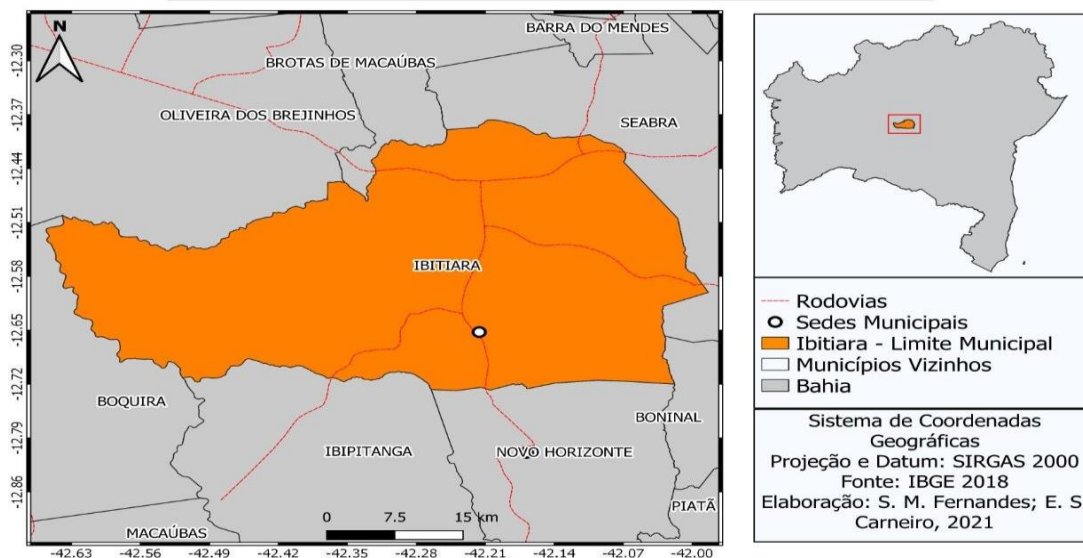 N
BARRA DO MENDES
BROTAS DE MACAÚBAS
OLIVEIRA DOS BREJINHOS
SEABRA
IBITIARA
BOQUIRA
BONINAL
IBIPITANGA
NOVO HORIZONTE
PIATÃ
MACAÚBAS
0 7.5 15 km
-12.30
-12.37
-12.44
-12.51
-12.58
-12.65
-12.72
-12.79
-12.86
-42.63 -42.56 -42.49 -42.42 -42.35 -42.28 -42.21 -42.14 -42.07 -42.00
Rodovias
Sedes Municipais
Ibitiara - Limite Municipal
Municípios Vizinhos
Bahia
Sistema de Coordenadas
Geográficas
Projeção e Datum: SIRGAS 2000
Fonte: IBGE 2018
Elaboração: S. M. Fernandes; E. S
Carneiro, 2021